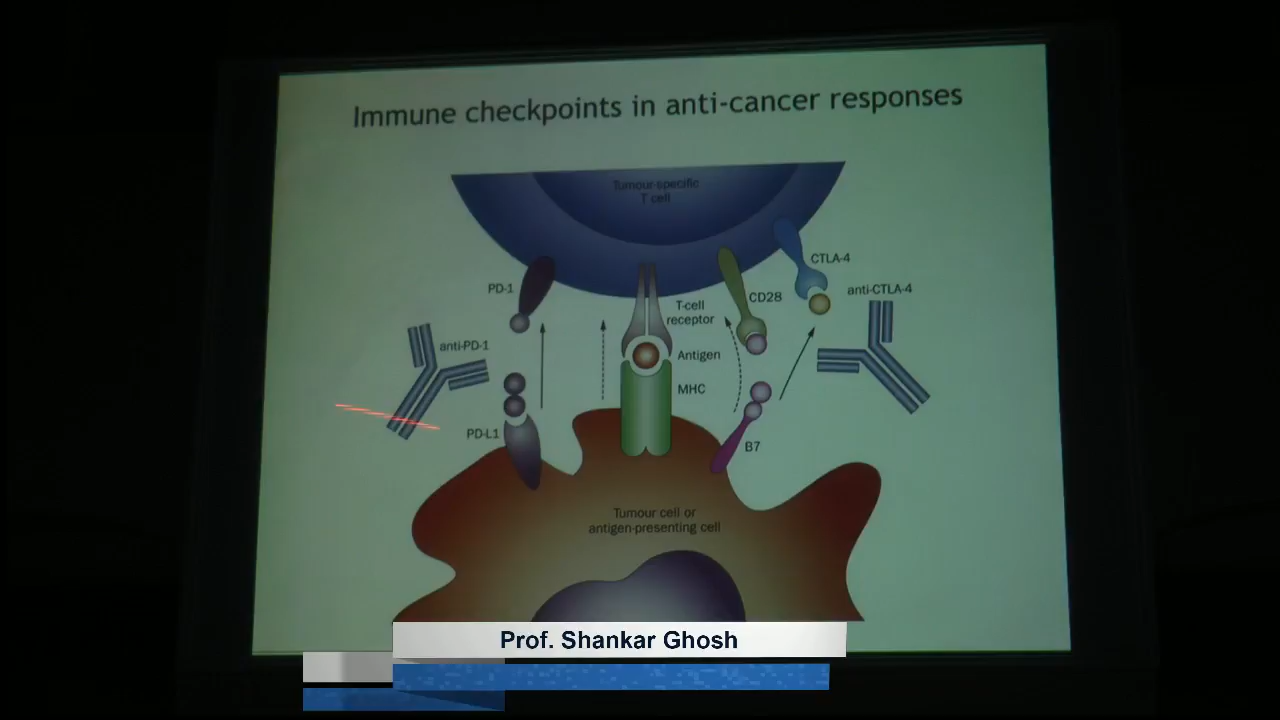 Immune checkpoints in anti-cancer responses
Tumour-specific
T cell
PD-1
CTLA-4
CD28
anti-CTLA-4
T-cell
receptor
anti-PD-1
Antigen
MHC
PD-L1
B7
Tumour cell or
antigen-presenting cell
Prof. Shankar Ghosh